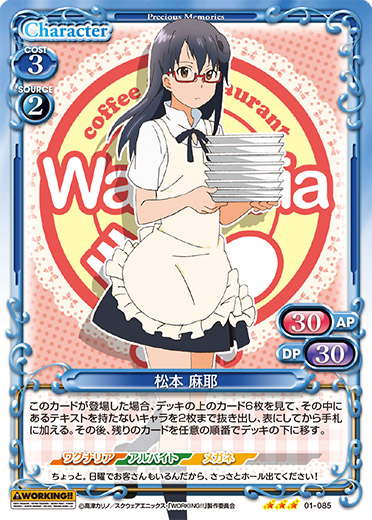 Precious Memories
Character
COST
3
SOURCE
2
coffee
urant
Wa
ia
30 AP
DP 30
松本 麻耶
このカードが登場した場合、デッキの上のカード6枚を見て、その中に
あるテキストを持たないキャラを2枚まで抜き出し、表にしてから手札
に加える。その後、残りのカードを任意の順番でデッキの下に移す。
ワグナリア アルバイト メガネ
ちょっと、日曜でお客さんもいるんだから、さっさとホール出てください!
WORKING!!
©高津カリノ/スクウェアエニックス・「WORKING!!」製作委員会
01-085